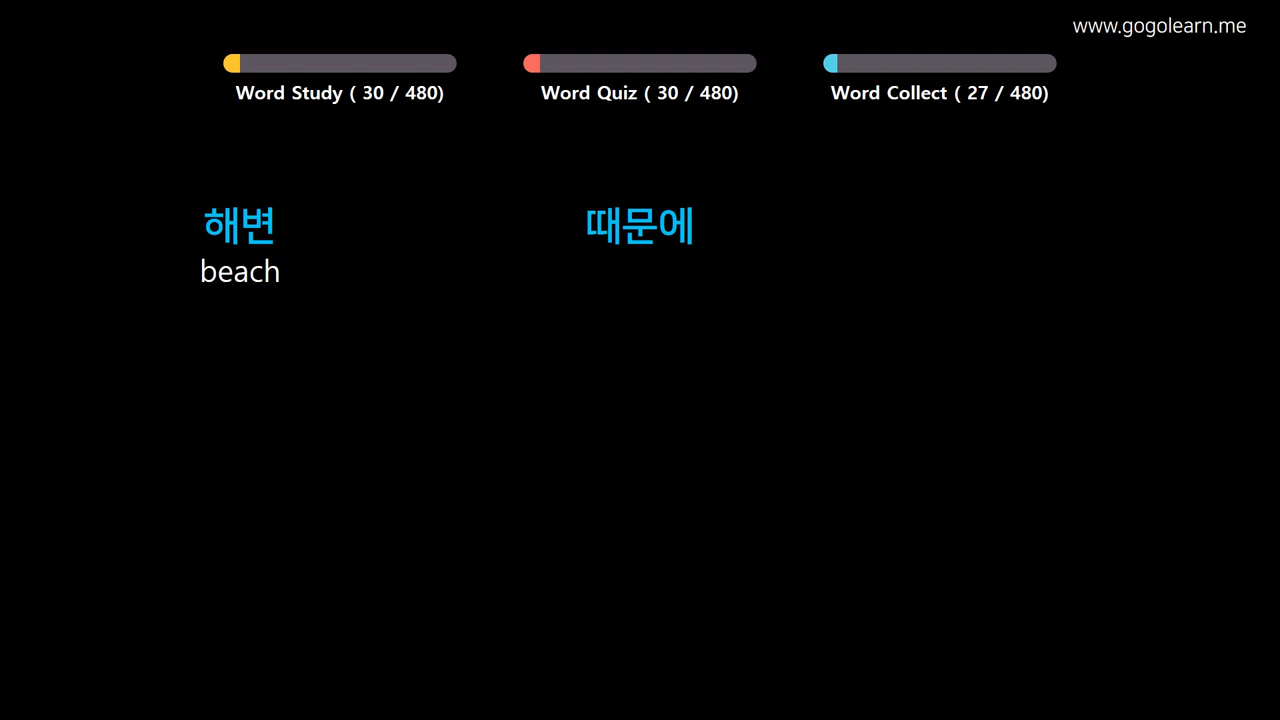 www.gogolearn.me
Word Study ( 30 / 480)
Word Quiz ( 30 / 480)
Word Collect ( 27 / 480)
해변
때문에
beach